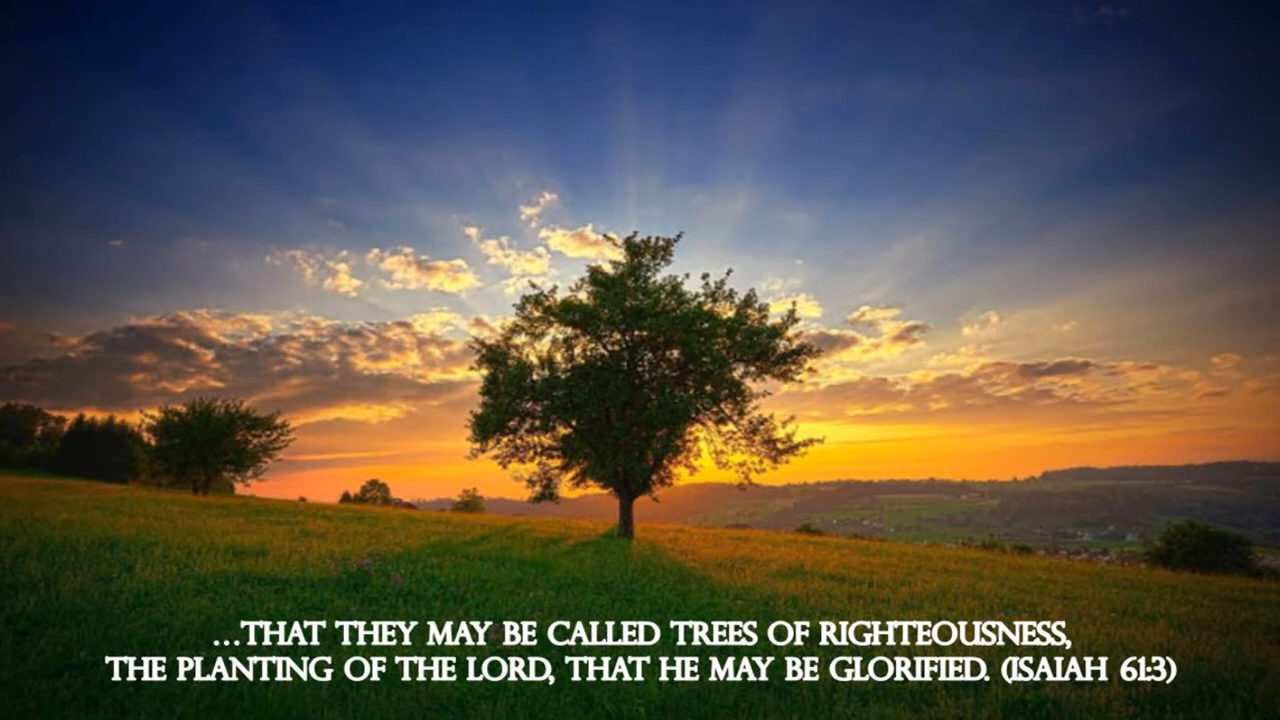 ...THAT THEY MAY BE CALLED TREES OF RIGHTEOUSNESS,
THE PLANTING OF THE LORD, THAT HE MAY BE GLORIFIED. (ISAIAH 61:3)